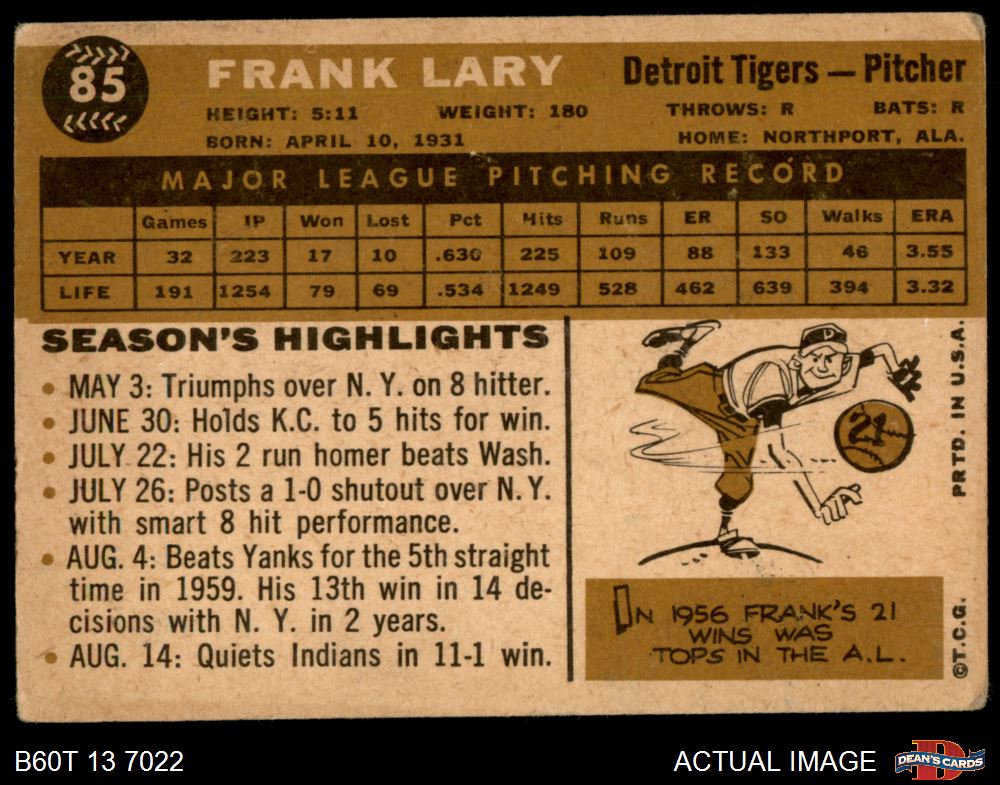 85
FRANK LARY
Detroit Tigers — Pitcher
HEIGHT: 5:11 WEIGHT: 180 THROWS: R BATS: R
BORN: APRIL 10, 1931 HOME: NORTHPORT, ALA.
MAJOR LEAGUE PITCHING RECORD
Games IP Won Lost Pct Hits Runs ER SO Walks ERA
YEAR 32 223 17 10 .630 225 109 88 133 46 3.55
LIFE 191 1254 79 69 .534 1249 528 462 639 394 3.32
SEASON'S HIGHLIGHTS
• MAY 3: Triumphs over N. Y. on 8 hitter.
• JUNE 30: Holds K.C. to 5 hits for win.
• JULY 22: His 2 run homer beats Wash.
• JULY 26: Posts a 1-0 shutout over N.Y.
with smart 8 hit performance.
• AUG. 4: Beats Yanks for the 5th straight
time in 1959. His 13th win in 14 de-
cisions with N. Y. in 2 years.
• AUG. 14: Quiets Indians in 11-1 win.
21
IN 1956 FRANK'S 21
WINS WAS
TOPS IN THE A.L.
©T.C.G. PRTD. IN U.S.A.
B60T 13 7022
ACTUAL IMAGE
D
DEAN'S CARDS